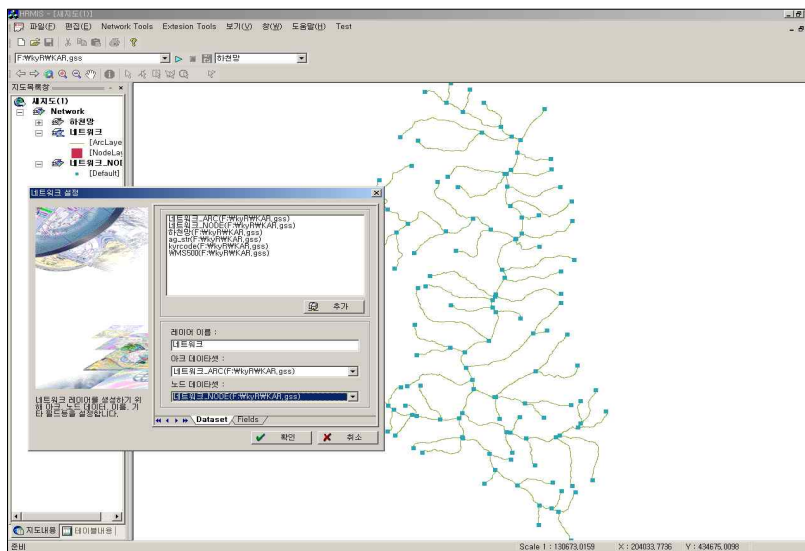 HRMIS - [새지도(1)]
파일(F) 편집(E) Network Tools Extesion Tools 보기(V) 창(W) 도움말(H) Test
F:₩kyR₩KAR.gss 하천망
지도목록창
새지도(1)
Network
하천망
네트워크
[ArcLaye
[NodeLay
네트워크_NOD
[Default]
네트워크 설정
네트워크_ARC(F:₩kyR₩KAR.gss)
네트워크_NODE(F:₩kyR₩KAR.gss)
하천망(F:₩kyR₩KAR.gss)
ag_str(F:₩kyR₩KAR.gss)
kyrcode(F:₩kyR₩KAR.gss)
WMS500(F:₩kyR₩KAR.gss)
추가
레이어 이름 :
네트워크
아크 데이타셋 :
네트워크_ARC(F:₩kyR₩KAR.gss)
노드 데이타셋 :
네트워크_NODE(F:₩kyR₩KAR.gss)
네트워크 레이어를 생성하기 위
해 아크, 노드 데이터, 이름, 기
타 필드등을 설정합니다.
Dataset Fields
확인 취소
지도내용 테이블내용
준비 Scale 1 : 130673,0159 X : 204033,7736 Y : 434675,0098